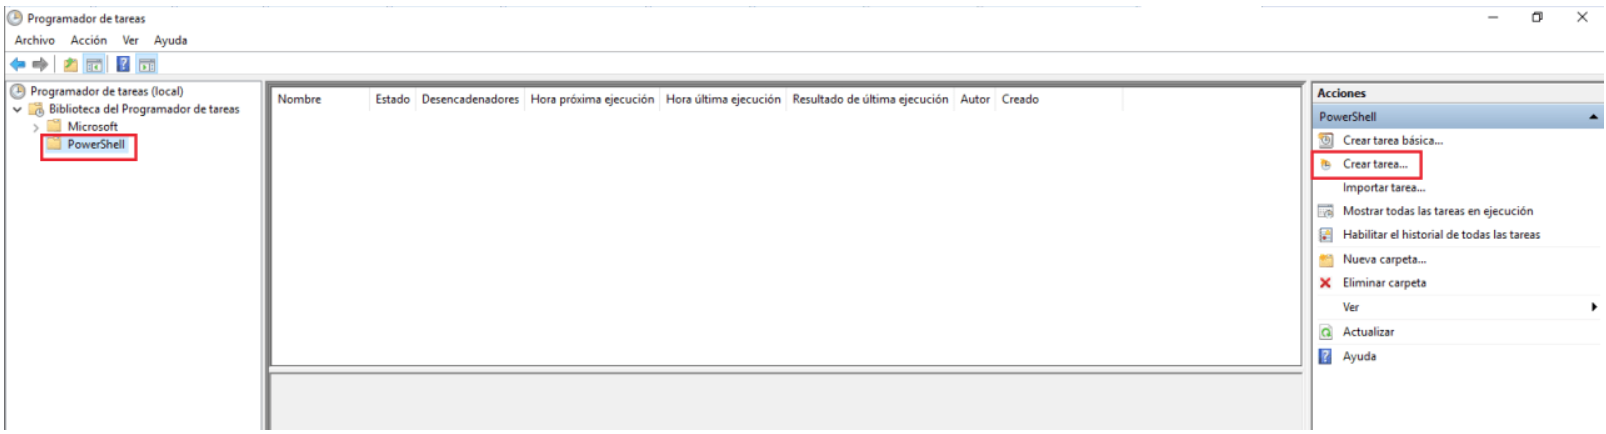 Programador de tareas
Archivo Acción Ver Ayuda
Programador de tareas (local)
Biblioteca del Programador de tareas
Microsoft
PowerShell
Nombre Estado Desencadenadores Hora próxima ejecución Hora última ejecución Resultado de última ejecución Autor Creado
Acciones
PowerShell
Crear tarea básica...
Crear tarea...
Importar tarea...
Mostrar todas las tareas en ejecución
Habilitar el historial de todas las tareas
Nueva carpeta...
Eliminar carpeta
Ver
Actualizar
Ayuda